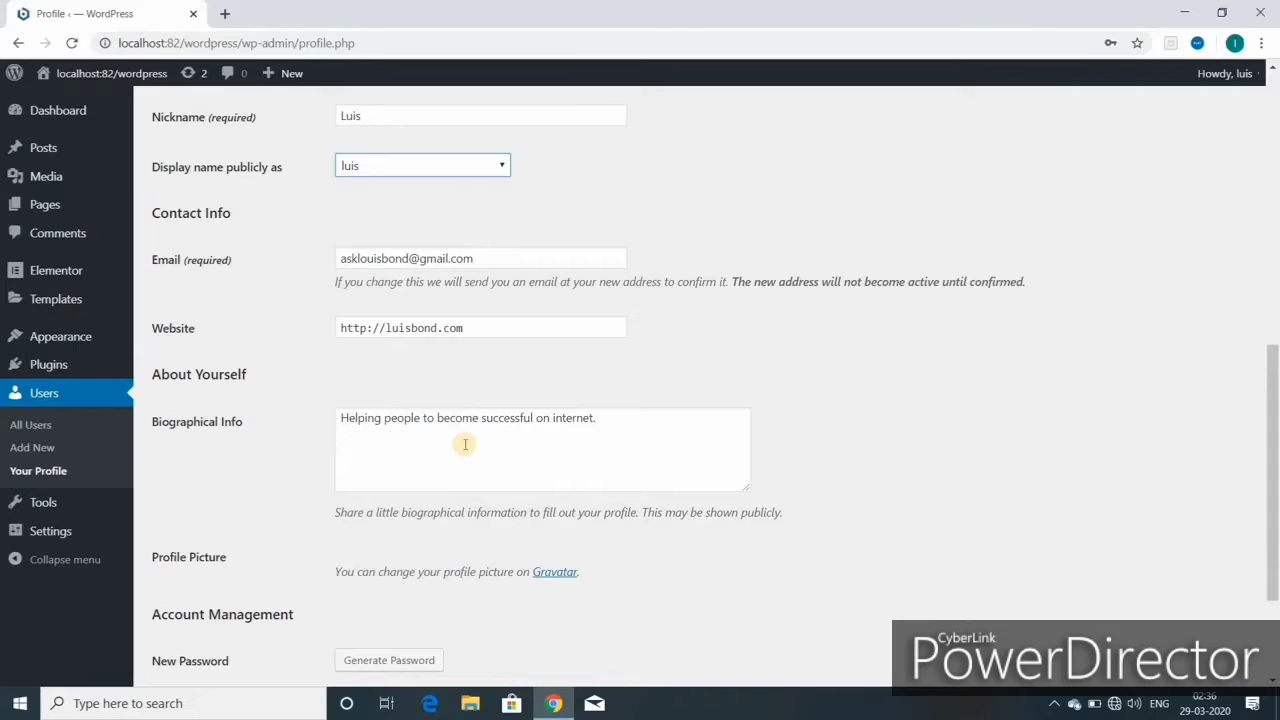 Profile ‹ — WordPress
localhost:82/wordpress/wp-admin/profile.php
localhost:82/wordpress
2
0
New
Howdy, luis
Dashboard
Posts
Media
Pages
Comments
Elementor
Templates
Appearance
Plugins
Users
All Users
Add New
Your Profile
Tools
Settings
Collapse menu
Nickname (required)
Luis
Display name publicly as
luis
Contact Info
Email (required)
asklouisbond@gmail.com
If you change this we will send you an email at your new address to confirm it. The new address will not become active until confirmed.
Website
http://luisbond.com
About Yourself
Biographical Info
Helping people to become successful on internet.
Share a little biographical information to fill out your profile. This may be shown publicly.
Profile Picture
You can change your profile picture on Gravatar.
Account Management
New Password
Generate Password
CyberLink
PowerDirector
Type here to search
ENG
02:36
29-03-2020